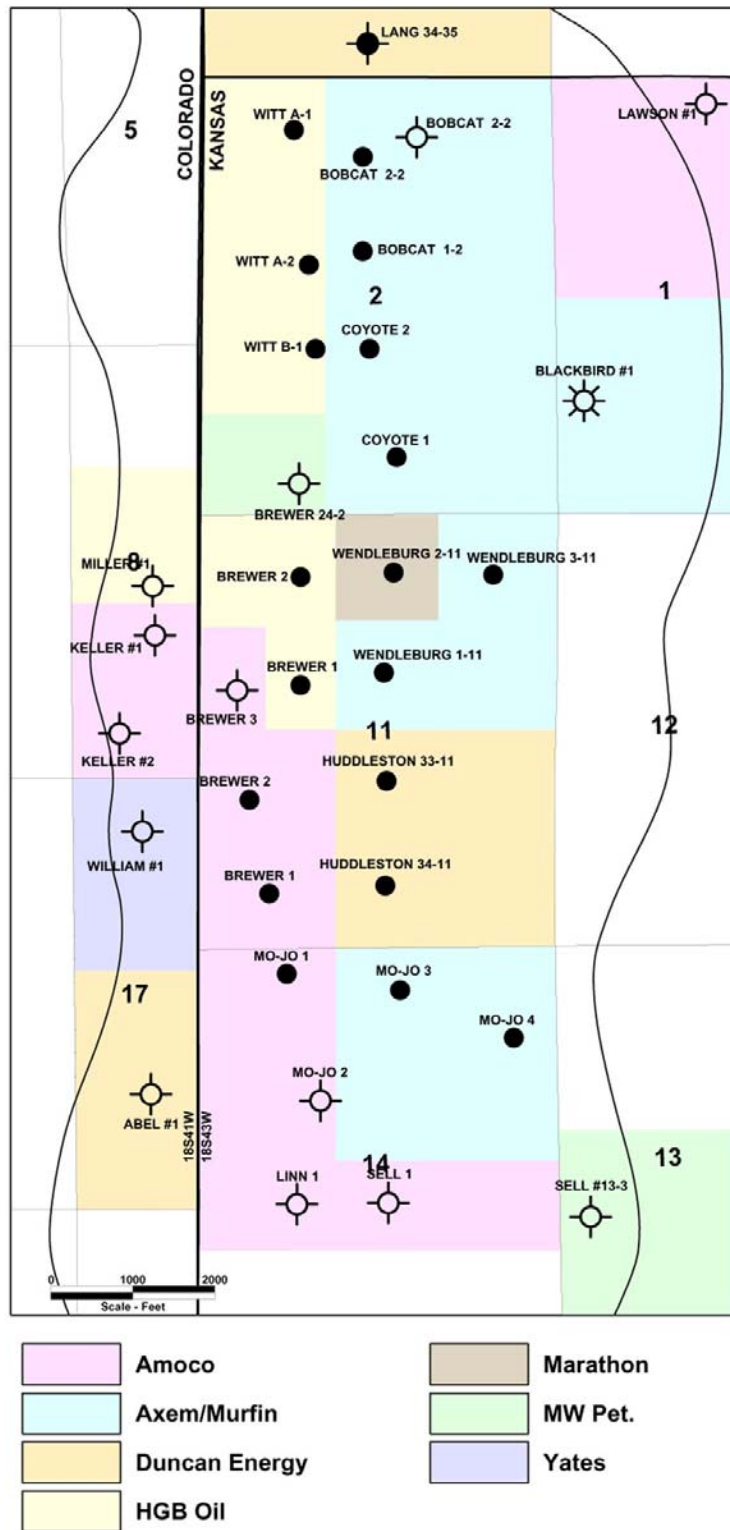 LANG 34-35
5
COLORADO
KANSAS
WITT A-1
BOBCAT 2-2
LAWSON #1
BOBCAT 2-2
BOBCAT 1-2
WITT A-2
2
1
COYOTE 2
WITT B-1
BLACKBIRD #1
COYOTE 1
BREWER 24-2
8
MILLER #1
WENDLEBURG 2-11
WENDLEBURG 3-11
BREWER 2
KELLER #1
WENDLEBURG 1-11
BREWER 1
BREWER 3
11
12
KELLER #2
HUDDLESTON 33-11
BREWER 2
WILLIAM #1
HUDDLESTON 34-11
BREWER 1
MO-JO 1
MO-JO 3
17
MO-JO 4
MO-JO 2
ABEL #1
18S41W
18S43W
14
13
LINN 1
SELL 1
SELL #13-3
0 1000 2000
Scale - Feet
Amoco
Marathon
Axem/Murfin
MW Pet.
Duncan Energy
Yates
HGB Oil